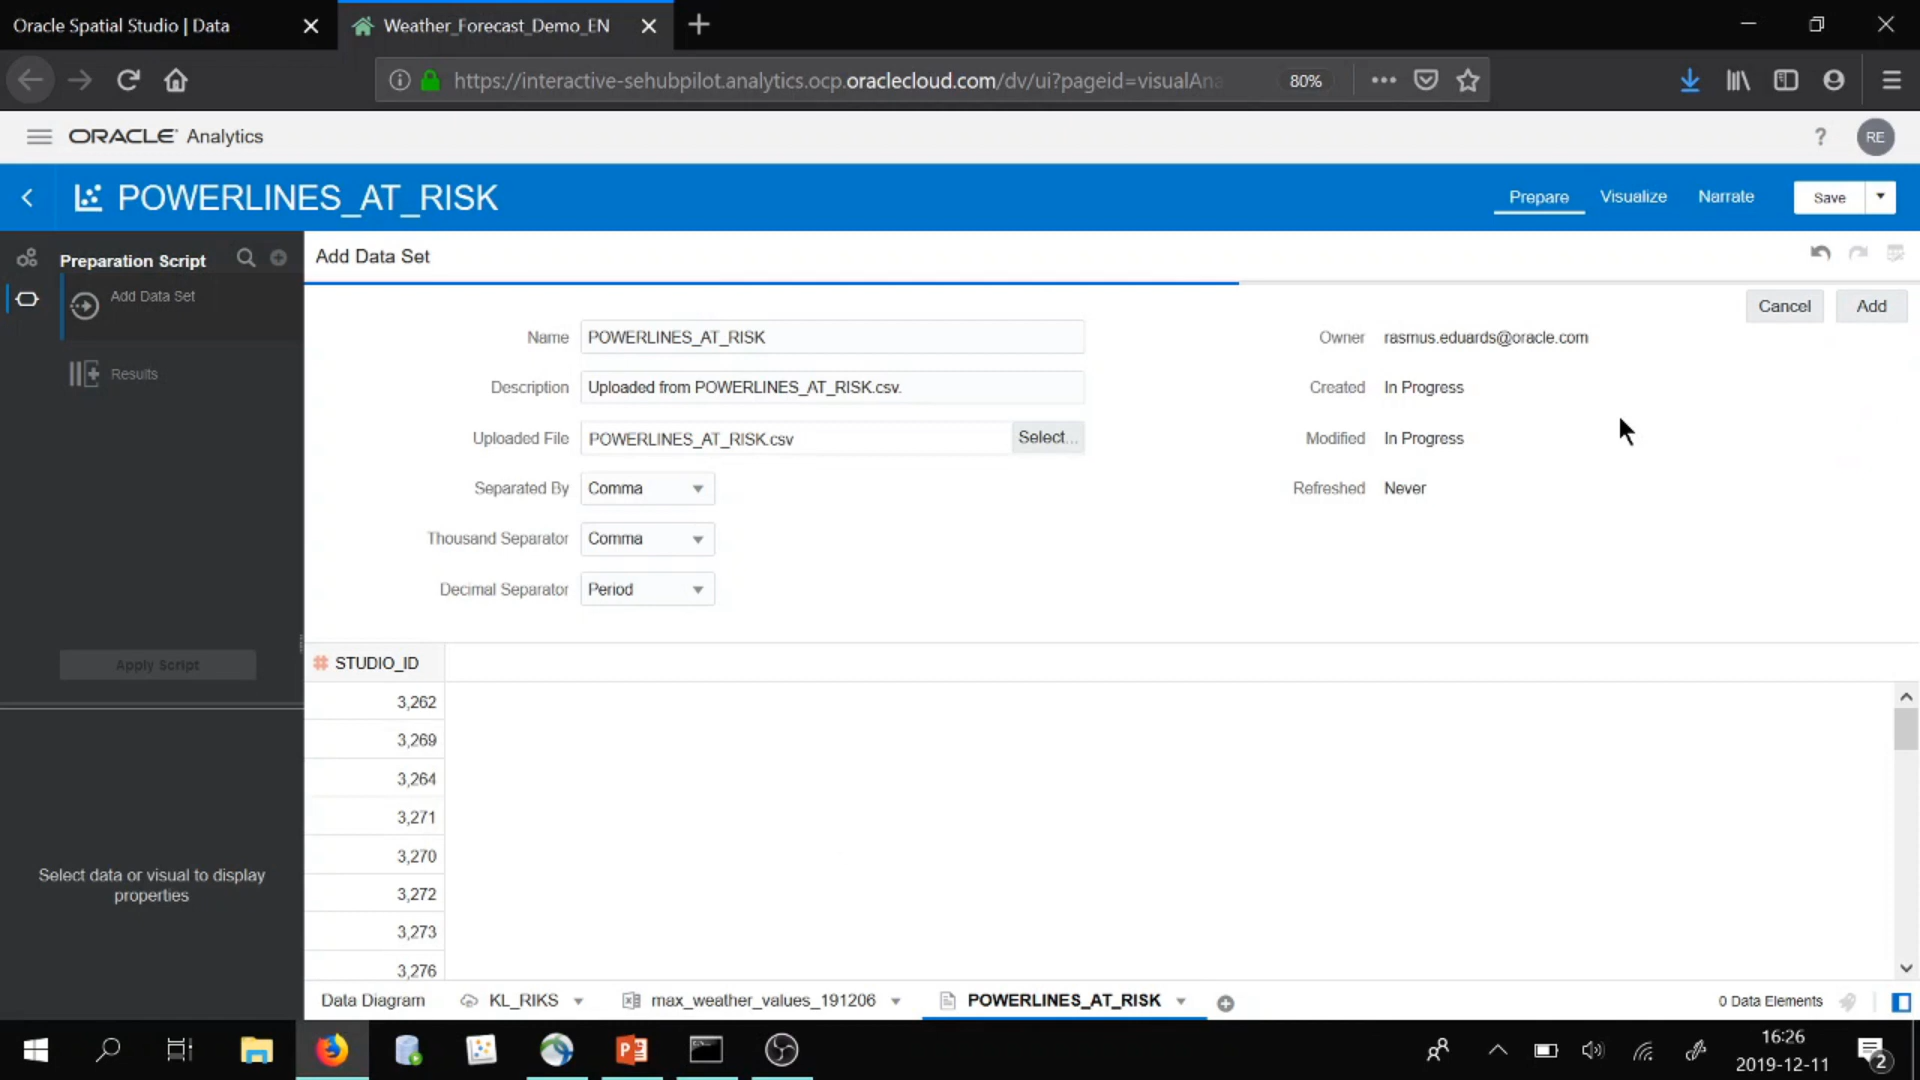 Oracle Spatial Studio | Data
Weather_Forecast_Demo_EN
https://interactive-sehubpilot.analytics.ocp.oraclecloud.com/dv/ui?pageid=visualAna
80%
ORACLE Analytics
?
RE
POWERLINES_AT_RISK
Prepare
Visualize
Narrate
Save
Preparation Script
Add Data Set
Results
Apply Script
Select data or visual to display
properties
Add Data Set
Cancel
Add
Name POWERLINES_AT_RISK
Description Uploaded from POWERLINES_AT_RISK.csv.
Uploaded File POWERLINES_AT_RISK.csv Select...
Separated By Comma
Thousand Separator Comma
Decimal Separator Period
Owner rasmus.eduards@oracle.com
Created In Progress
Modified In Progress
Refreshed Never
# STUDIO_ID
3,262
3,269
3,264
3,271
3,270
3,272
3,273
3,276
Data Diagram
KL_RIKS
max_weather_values_191206
POWERLINES_AT_RISK
0 Data Elements
16:26
2019-12-11
2